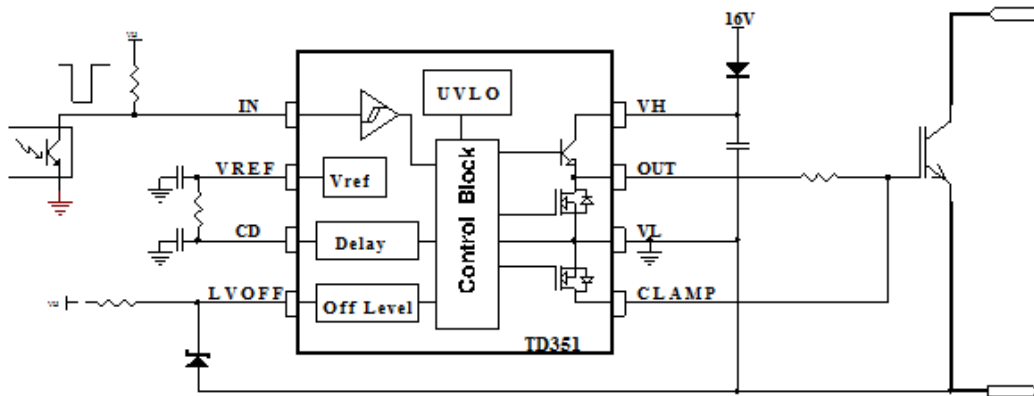 16V
IN
UVLO
VH
VREF
Vref
Control Block
OUT
CD
Delay
VL
LVOFF
Off Level
CLAMP
TD351